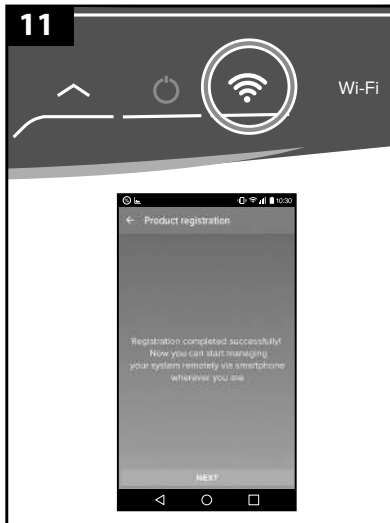 11
Wi-Fi
10:30
Product registration
Registration completed successfully!
Now you can start managing
your system remotely via smartphone
wherever you are
NEXT